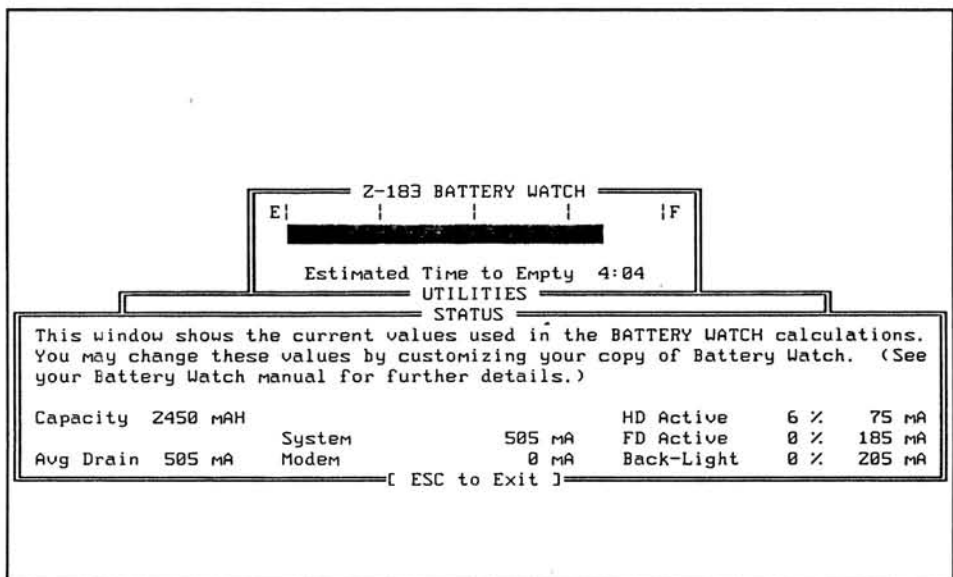 Z-183 BATTERY WATCH
E F
Estimated Time to Empty 4:04
UTILITIES
STATUS
This window shows the current values used in the BATTERY WATCH calculations.
You may change these values by customizing your copy of Battery Watch. (See
your Battery Watch manual for further details.)
Capacity 2450 mAH HD Active 6 % 75 mA
System 505 mA FD Active 0 % 185 mA
Avg Drain 505 mA Modem 0 mA Back-Light 0 % 205 mA
[ ESC to Exit ]